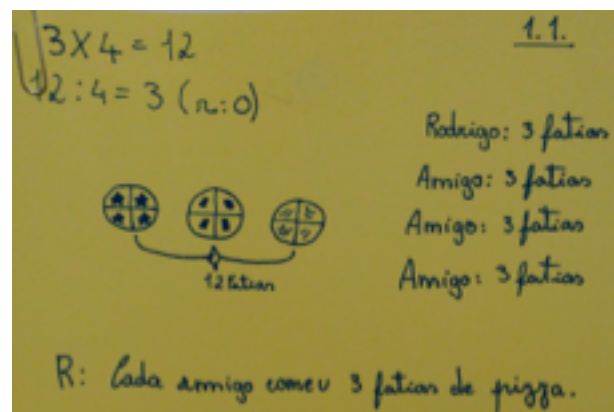 1.1.
3 X 4 = 12
12 : 4 = 3 (r: 0)
Rodrigo: 3 fatias
Amigo: 3 fatias
Amigo: 3 fatias
Amigo: 3 fatias
12 fatias
R: Cada amigo comeu 3 fatias de pizza.